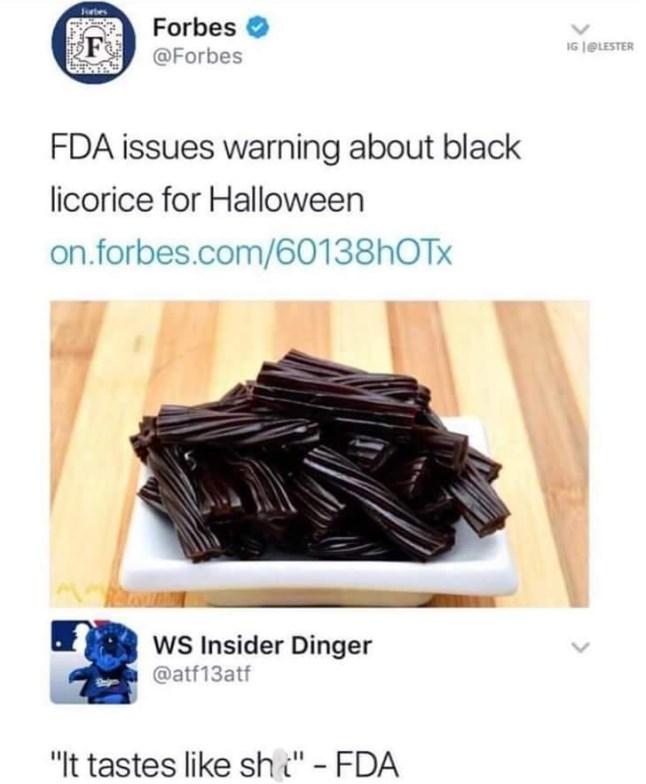 Forbes
F
Forbes
@Forbes
IG |@LESTER
FDA issues warning about black
licorice for Halloween
on.forbes.com/60138hOTx
WS Insider Dinger
@atf13atf
"It tastes like sh t" - FDA